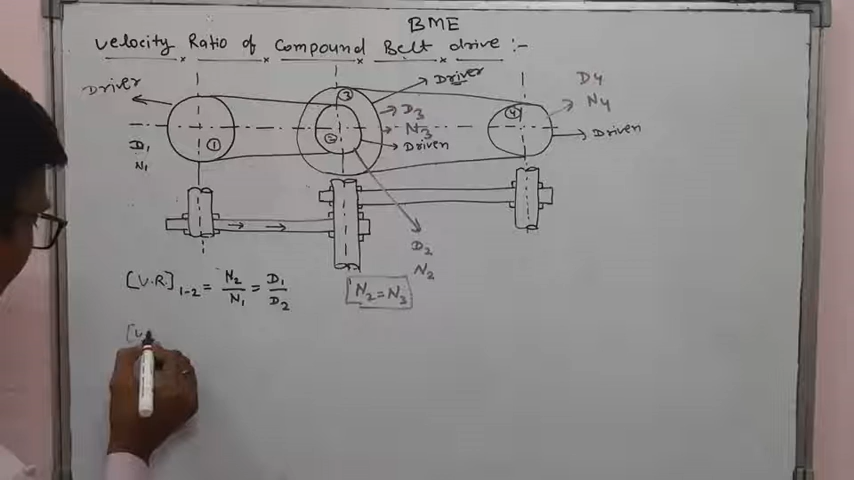 BME
Velocity Ratio of Compound Belt drive :-
Driver
Driver
D4
N4
D3
N3
Driven
Driven
D1
N1
1
2
3
4
D2
N2
[V.R.]1-2 = N2/N1 = D1/D2
N2 = N3
[V